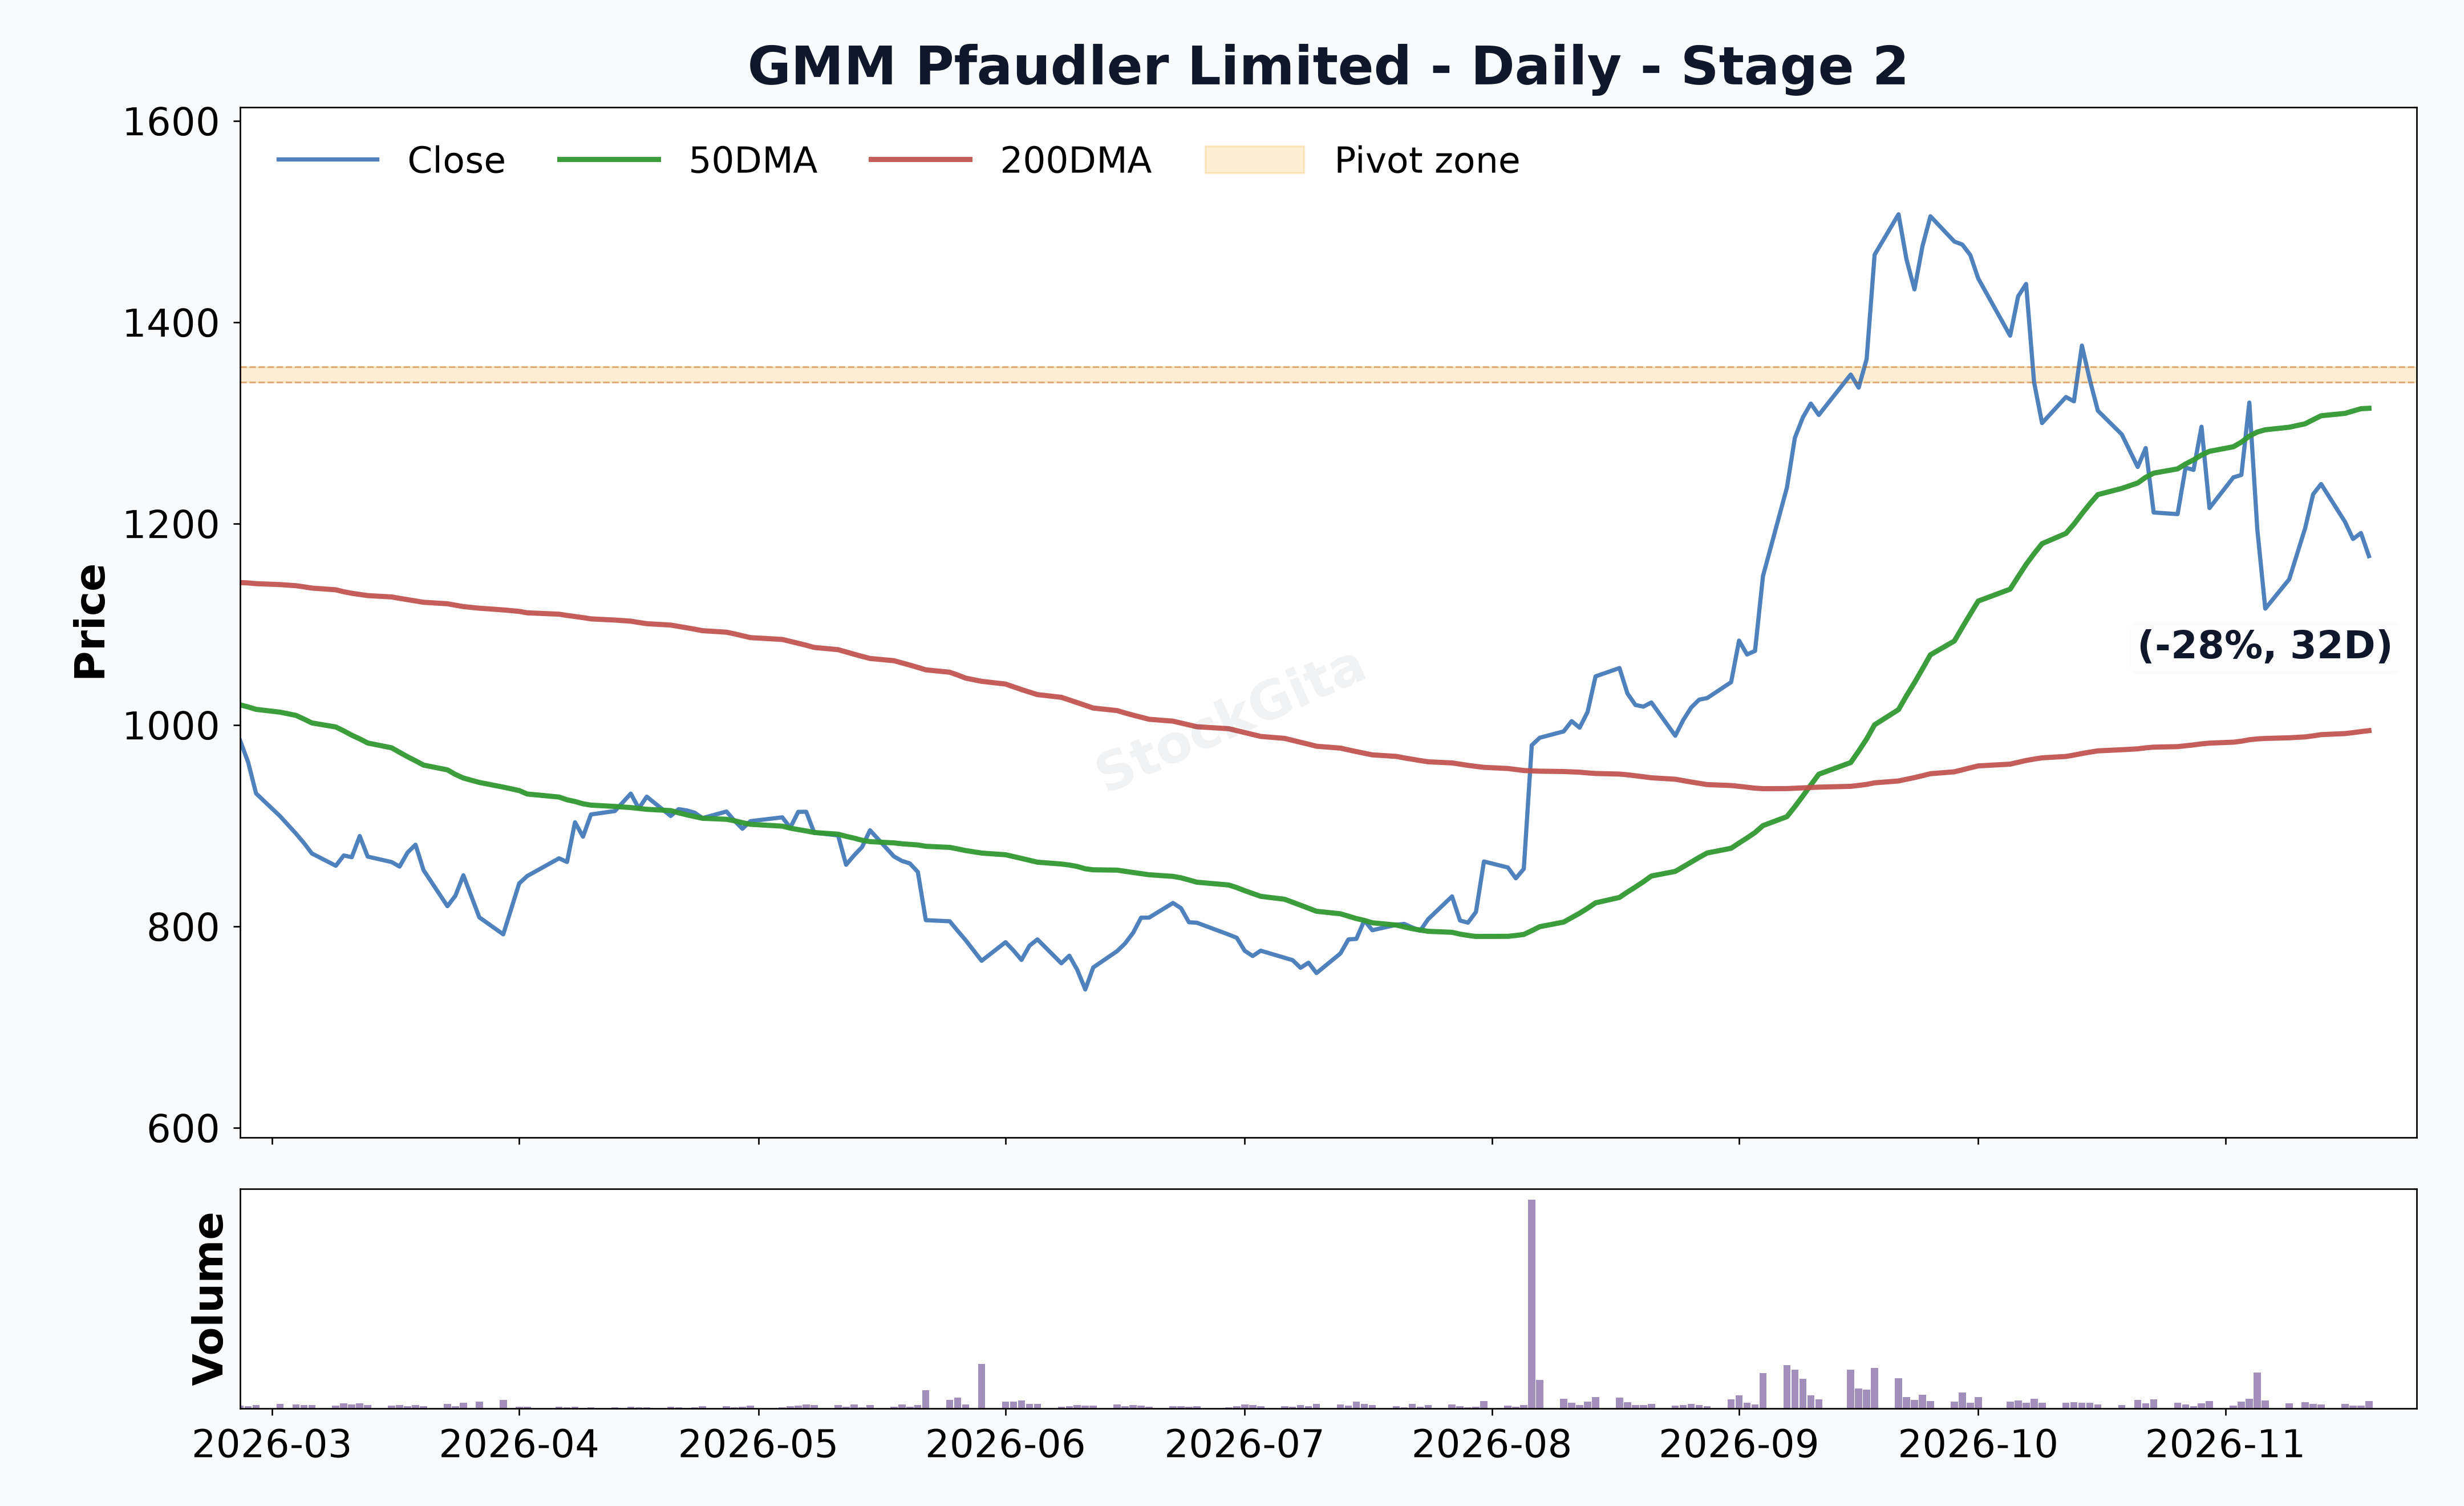 GMM Pfaudler Limited - Daily - Stage 2
Close 50DMA 200DMA Pivot zone
1600
1400
1200
1000
800
600
Price
StockGita
(-28%, 32D)
Volume
2026-03 2026-04 2026-05 2026-06 2026-07 2026-08 2026-09 2026-10 2026-11